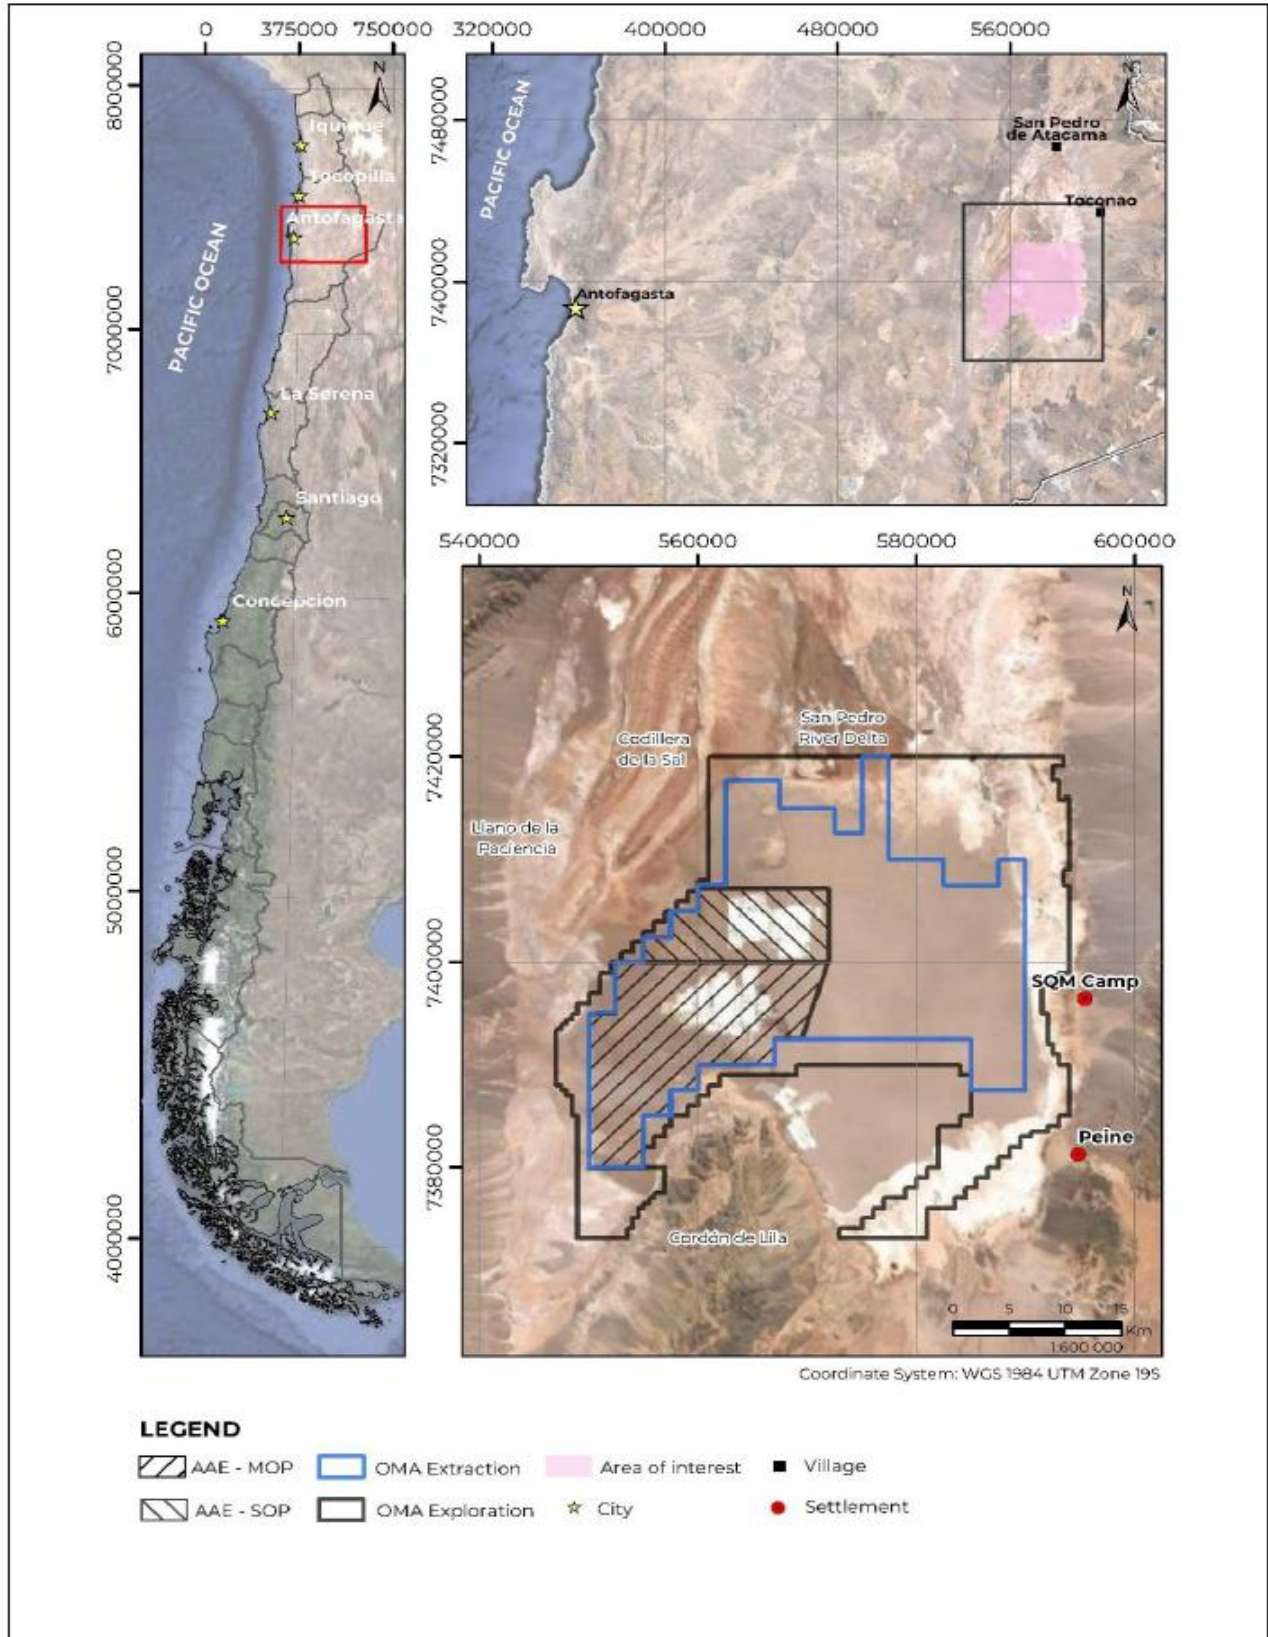 0 375000 750000
8000000
7000000
6000000
5000000
4000000
N
Iquique
Tocopilla
Antofagasta
PACIFIC OCEAN
La Serena
Santiago
Concepción
320000 400000 480000 560000
7480000
7400000
7320000
PACIFIC OCEAN
N
San Pedro
de Atacama
Toconao
Antofagasta
540000 560000 580000 600000
7420000
7400000
7380000
N
San Pedro
River Delta
Codillera
de la Sal
Llano de la
Paciencia
SQM Camp
Peine
Cordón de Lila
0 5 10 15
Km
1:600 000
Coordinate System: WGS 1984 UTM Zone 19S
LEGEND
AAE - MOP OMA Extraction Area of interest Village
AAE - SOP OMA Exploration City Settlement